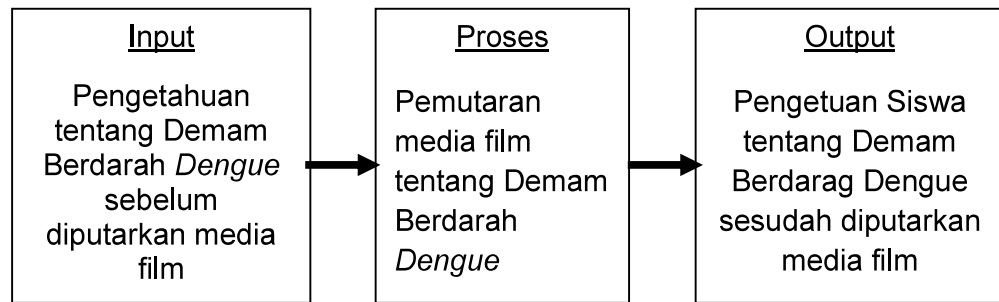 Input
Pengetahuan
tentang Demam
Berdarah Dengue
sebelum
diputarkan media
film
Proses
Pemutaran
media film
tentang Demam
Berdarah
Dengue
Output
Pengetuan Siswa
tentang Demam
Berdarag Dengue
sesudah diputarkan
media film